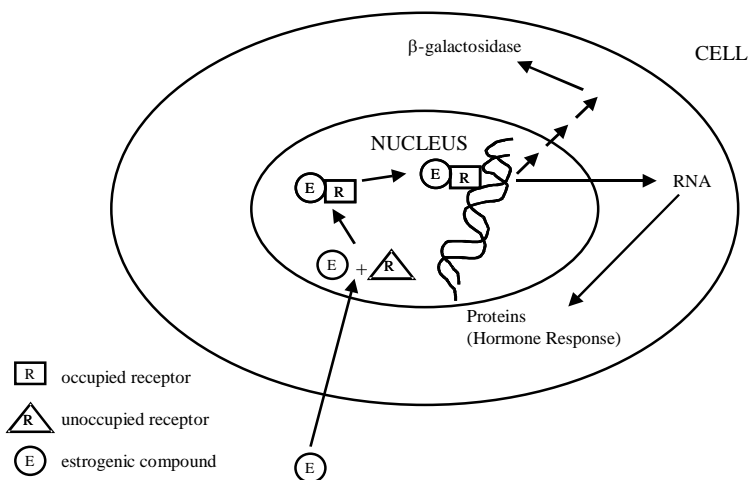 β-galactosidase
CELL
NUCLEUS
E
R
E
R
RNA
E
+
R
Proteins
(Hormone Response)
R occupied receptor
R unoccupied receptor
E estrogenic compound
E